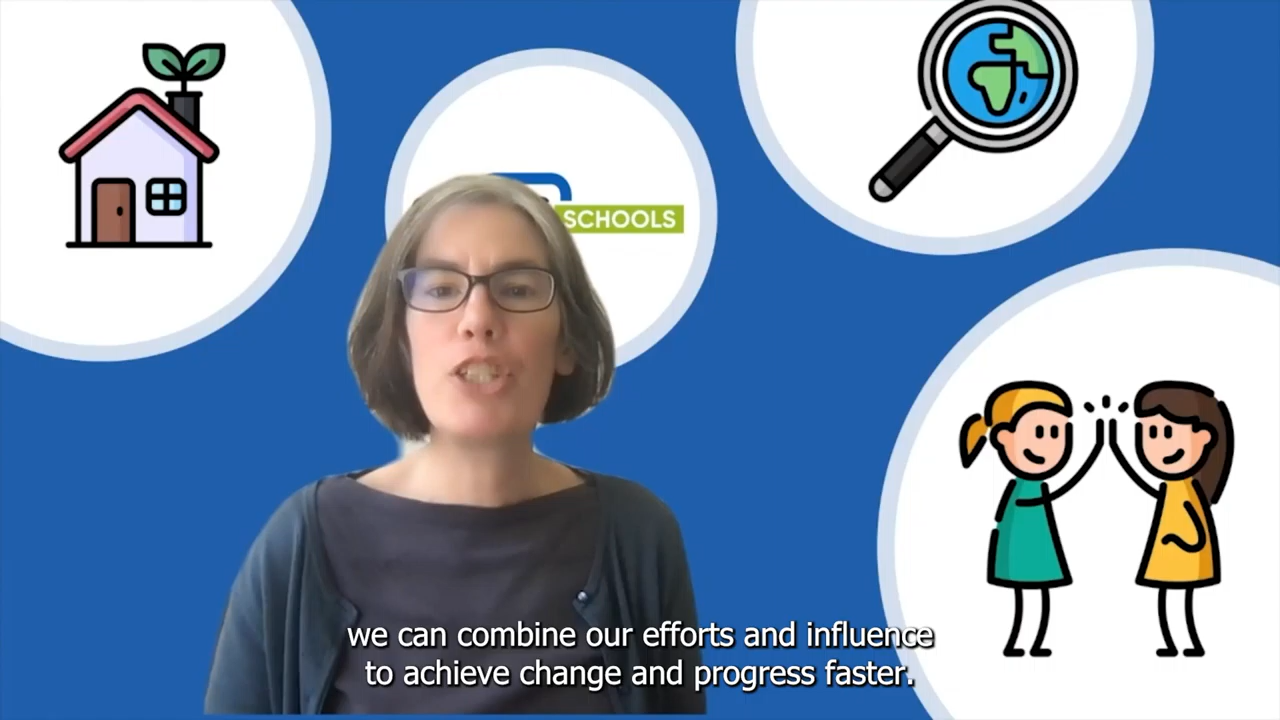 SCHOOLS
we can combine our efforts and influence
to achieve change and progress faster.